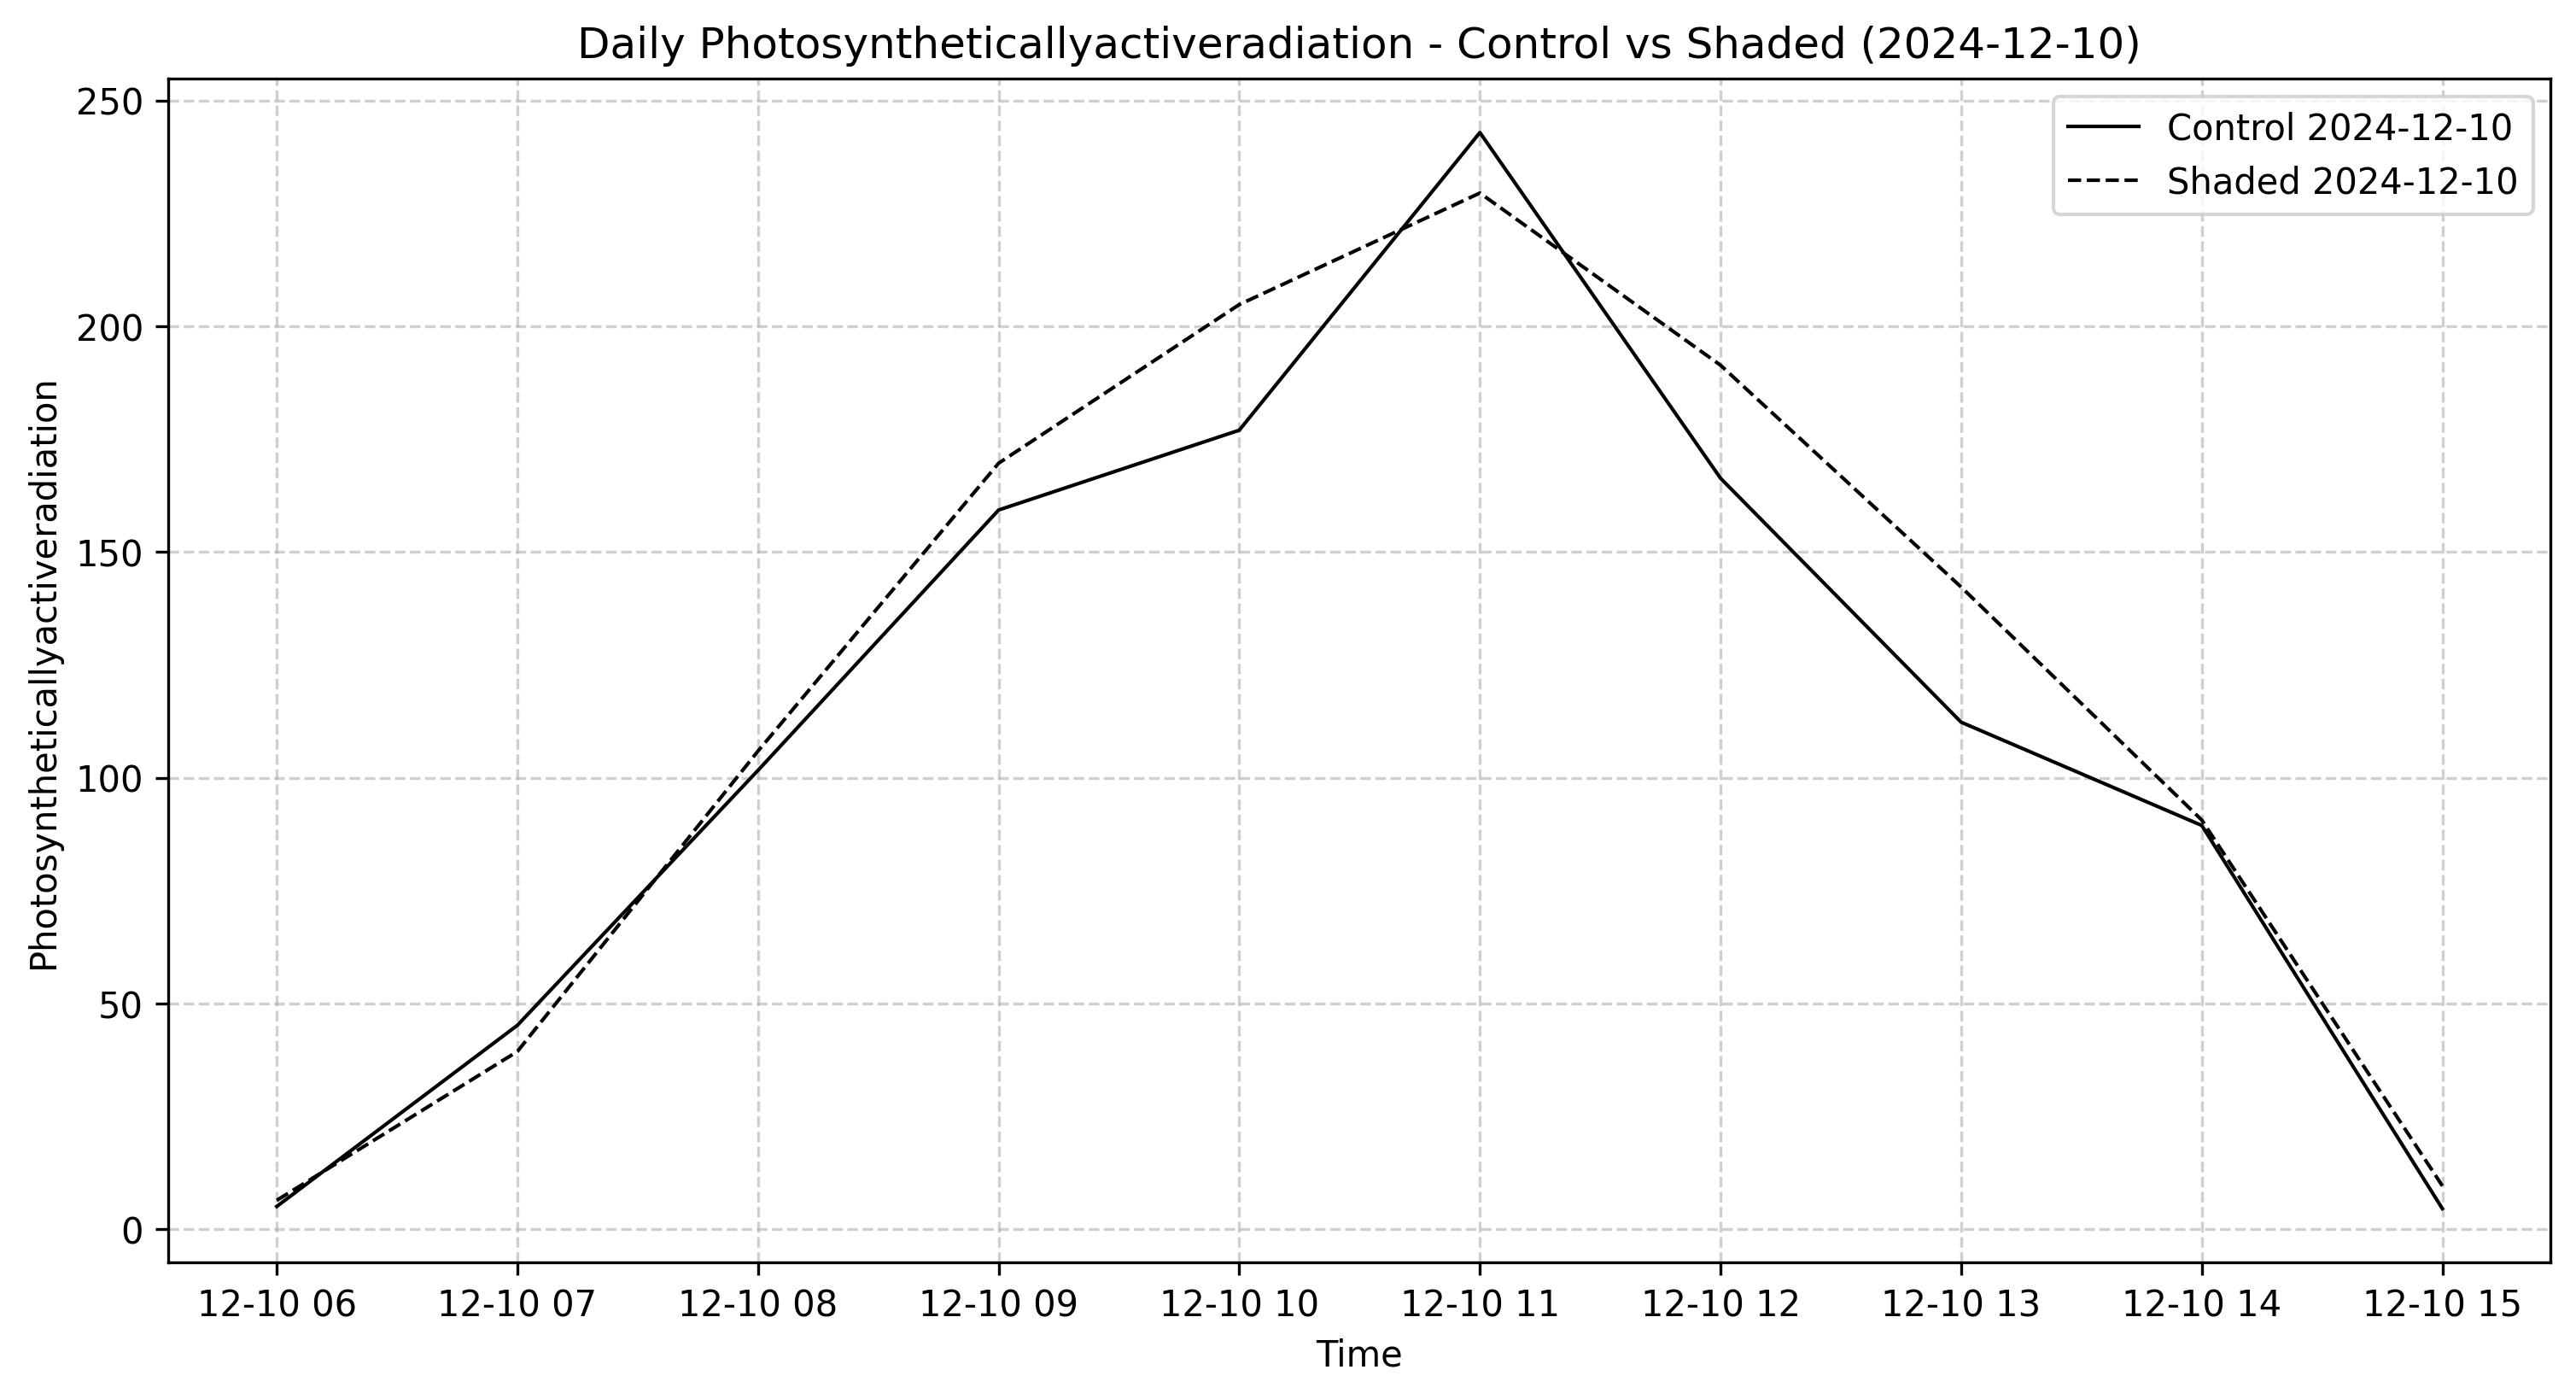 Daily Photosyntheticallyactiveradiation - Control vs Shaded (2024-12-10)
Control 2024-12-10
Shaded 2024-12-10
Photosyntheticallyactiveradiation
250
200
150
100
50
0
12-10 06 12-10 07 12-10 08 12-10 09 12-10 10 12-10 11 12-10 12 12-10 13 12-10 14 12-10 15
Time